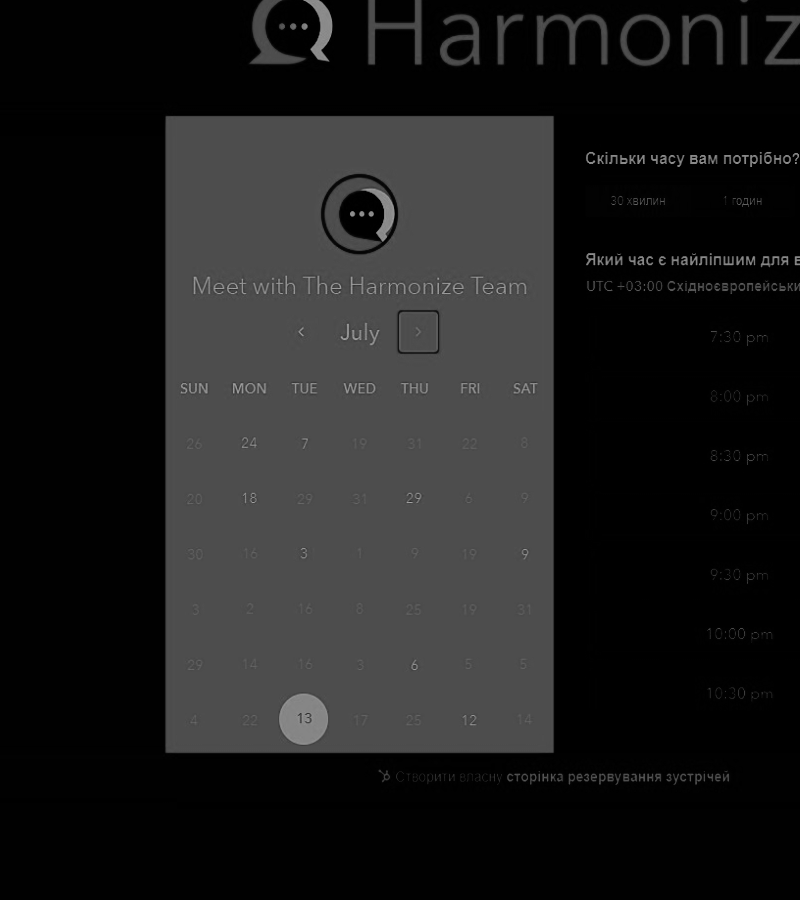 Harmoniz
Скільки часу вам потрібно?
30 хвилин
1 годин
Meet with The Harmonize Team
Який час є найліпшим для в
UTC +03:00 Східноєвропейськи
July
7:30 pm
SUN MON TUE WED THU FRI SAT
8:00 pm
26 24 7 19 31 22 8
8:30 pm
20 18 29 31 29 6 9
9:00 pm
30 16 3 1 9 19 9
9:30 pm
3 2 16 8 25 19 31
10:00 pm
29 14 16 3 6 5 5
10:30 pm
4 22 13 17 25 12 14
Створити власну сторінка резервування зустрічей